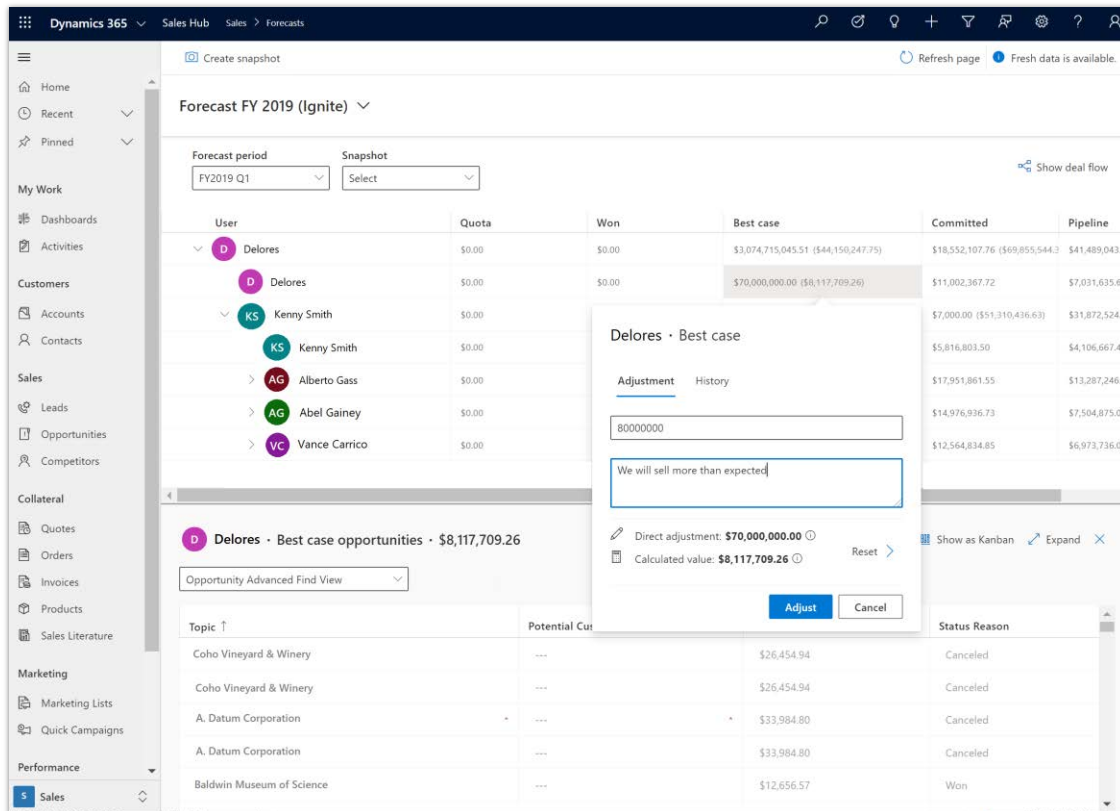 Dynamics 365 Sales Hub Sales > Forecasts
Create snapshot Refresh page Fresh data is available.
Home
Recent
Pinned
My Work
Dashboards
Activities
Customers
Accounts
Contacts
Sales
Leads
Opportunities
Competitors
Collateral
Quotes
Orders
Invoices
Products
Sales Literature
Marketing
Marketing Lists
Quick Campaigns
Performance
S Sales
Forecast FY 2019 (Ignite)
Forecast period Snapshot
FY2019 Q1 Select Show deal flow
User Quota Won Best case Committed Pipeline
D Delores $0.00 $0.00 $3,074,715,045.51 ($44,150,247.75) $18,552,107.76 ($69,855,544.3 $41,489,043.
D Delores $0.00 $0.00 $70,000,000.00 ($8,117,709.26) $11,002,367.72 $7,031,635.6
KS Kenny Smith $0.00 $7,000.00 ($51,310,436.63) $31,872,524.
KS Kenny Smith $0.00 $5,816,803.50 $4,106,667.4
AG Alberto Gass $0.00 $17,951,861.55 $13,287,246.
AG Abel Gainey $0.00 $14,976,936.73 $7,504,875.0
VC Vance Carrico $0.00 $12,564,834.85 $6,973,736.0
Delores · Best case
Adjustment History
80000000
We will sell more than expected
Direct adjustment: $70,000,000.00
Calculated value: $8,117,709.26
Reset
Adjust Cancel
D Delores · Best case opportunities · $8,117,709.26 Show as Kanban Expand
Opportunity Advanced Find View
Topic ↑ Potential Cus Status Reason
Coho Vineyard & Winery --- $26,454.94 Canceled
Coho Vineyard & Winery --- $26,454.94 Canceled
A. Datum Corporation --- $33,984.80 Canceled
A. Datum Corporation --- $33,984.80 Canceled
Baldwin Museum of Science --- $12,656.57 Won